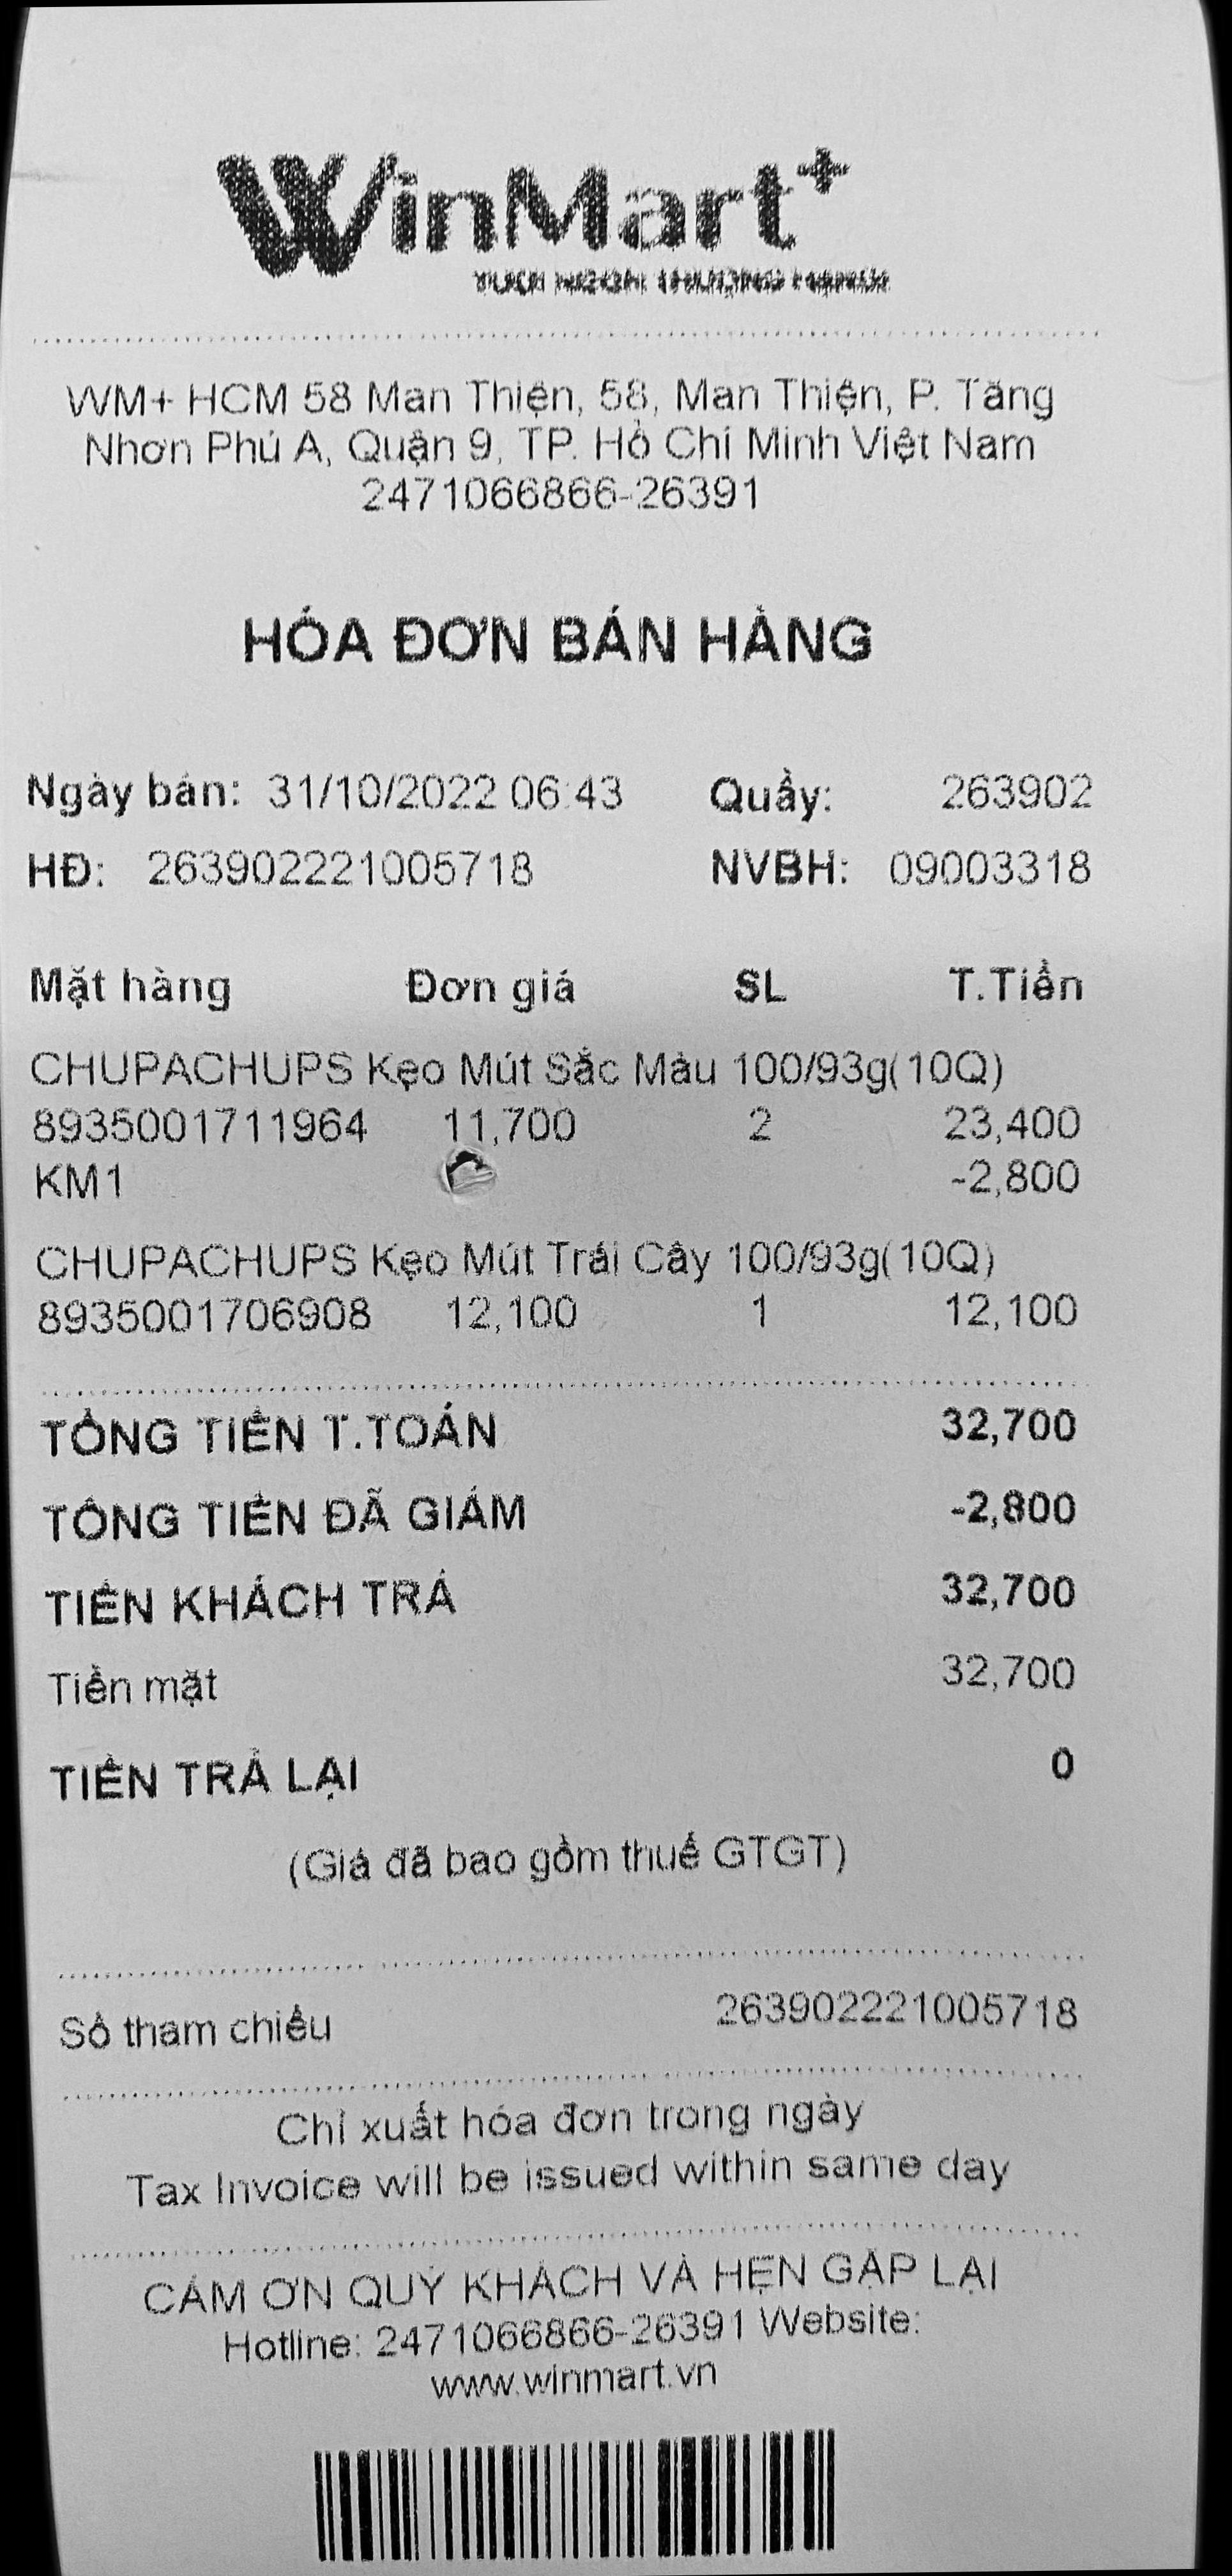 WinMart+
WM+ HCM 58 Man Thiện, 58, Man Thiện, P. Tăng
Nhơn Phú A, Quận 9, TP. Hồ Chí Minh Việt Nam
2471066866-26391
HÓA ĐƠN BÁN HÀNG
Ngày bán: 31/10/2022 06:43 Quầy: 263902
HĐ: 263902221005718 NVBH: 09003318
Mặt hàng Đơn giá SL T.Tiền
CHUPACHUPS Kẹo Mút Sắc Màu 100/93g(10Q)
8935001711964 11,700 2 23,400
KM1 -2,800
CHUPACHUPS Kẹo Mút Trái Cây 100/93g(10Q)
8935001706908 12,100 1 12,100
TỔNG TIỀN T.TOÁN 32,700
TỔNG TIỀN ĐÃ GIẢM -2,800
TIỀN KHÁCH TRẢ 32,700
Tiền mặt 32,700
TIỀN TRẢ LẠI 0
(Giá đã bao gồm thuế GTGT)
Số tham chiếu 263902221005718
Chỉ xuất hóa đơn trong ngày
Tax Invoice will be issued within same day
CẢM ƠN QUÝ KHÁCH VÀ HẸN GẶP LẠI
Hotline: 2471066866-26391 Website:
www.winmart.vn